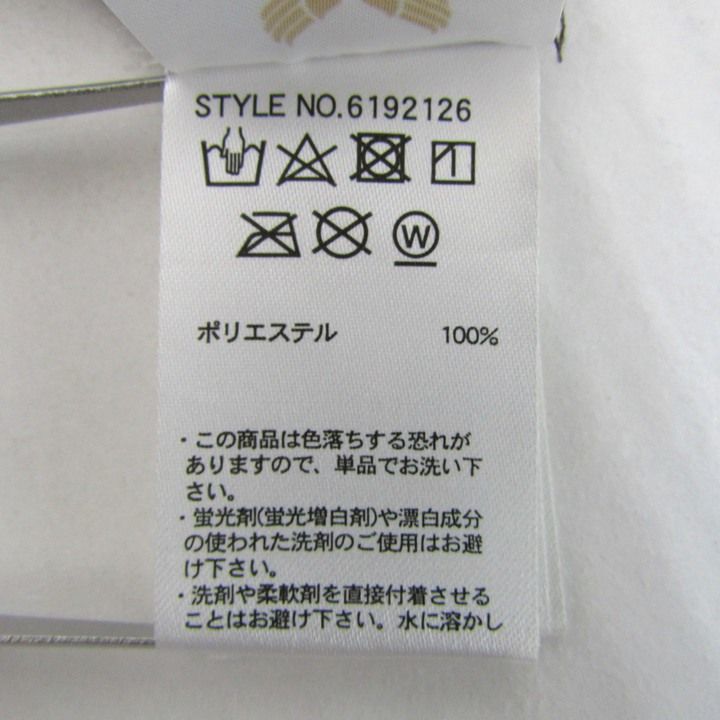 STYLE NO.6192126
W
ポリエステル 100%
・この商品は色落ちする恐れが
ありますので、単品でお洗い下
さい。
・蛍光剤(蛍光増白剤)や漂白成分
の使われた洗剤のご使用はお避
け下さい。
・洗剤や柔軟剤を直接付着させる
ことはお避け下さい。水に溶かし